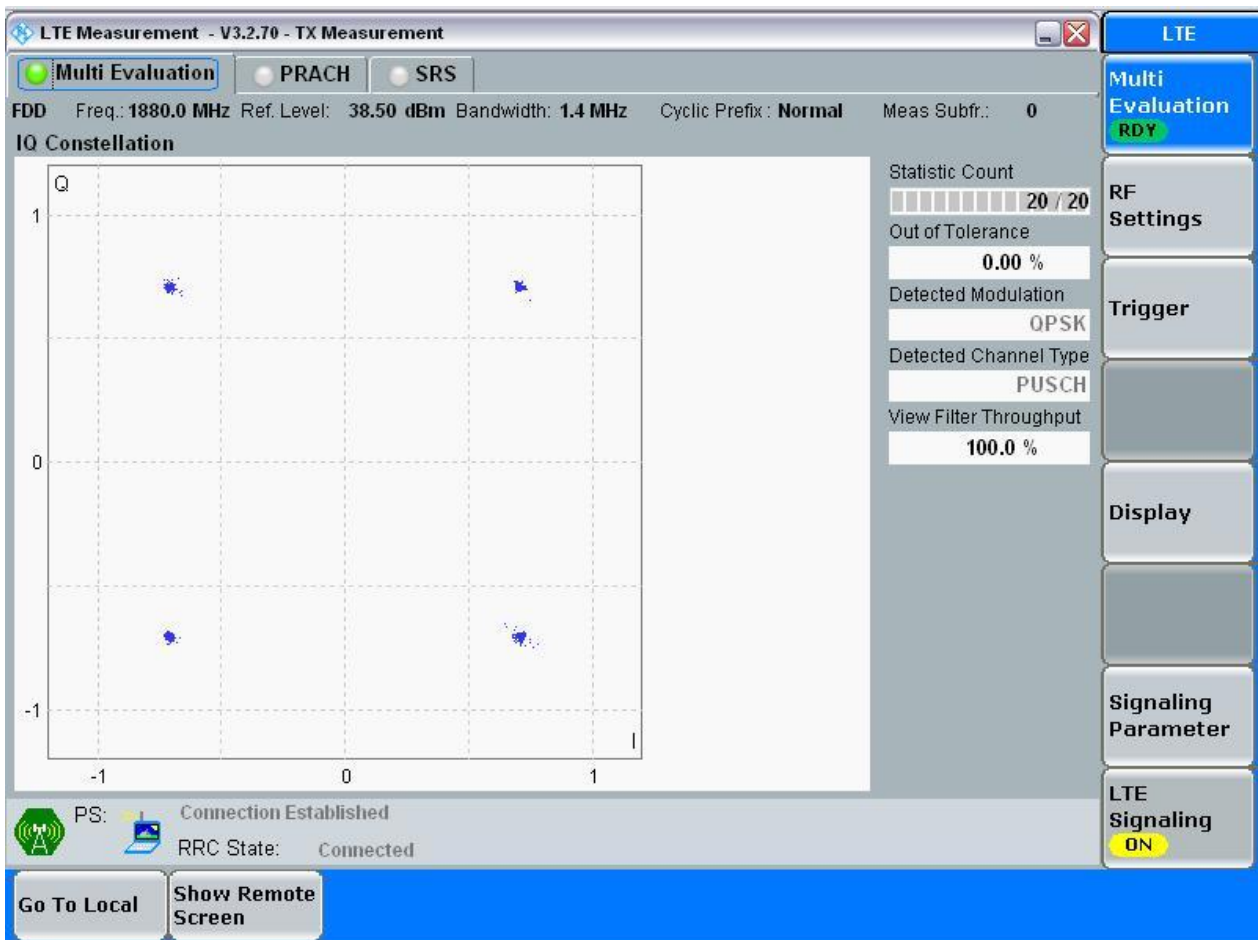 LTE Measurement - V3.2.70 - TX Measurement
LTE
Multi Evaluation
PRACH
SRS
FDD Freq.: 1880.0 MHz Ref. Level: 38.50 dBm Bandwidth: 1.4 MHz Cyclic Prefix : Normal Meas Subfr.: 0
IQ Constellation
Q
1
0
-1
-1 0 1
I
Statistic Count
20 / 20
Out of Tolerance
0.00 %
Detected Modulation
QPSK
Detected Channel Type
PUSCH
View Filter Throughput
100.0 %
Multi
Evaluation
RDY
RF
Settings
Trigger
Display
Signaling
Parameter
LTE
Signaling
ON
PS: Connection Established
RRC State: Connected
Go To Local
Show Remote
Screen